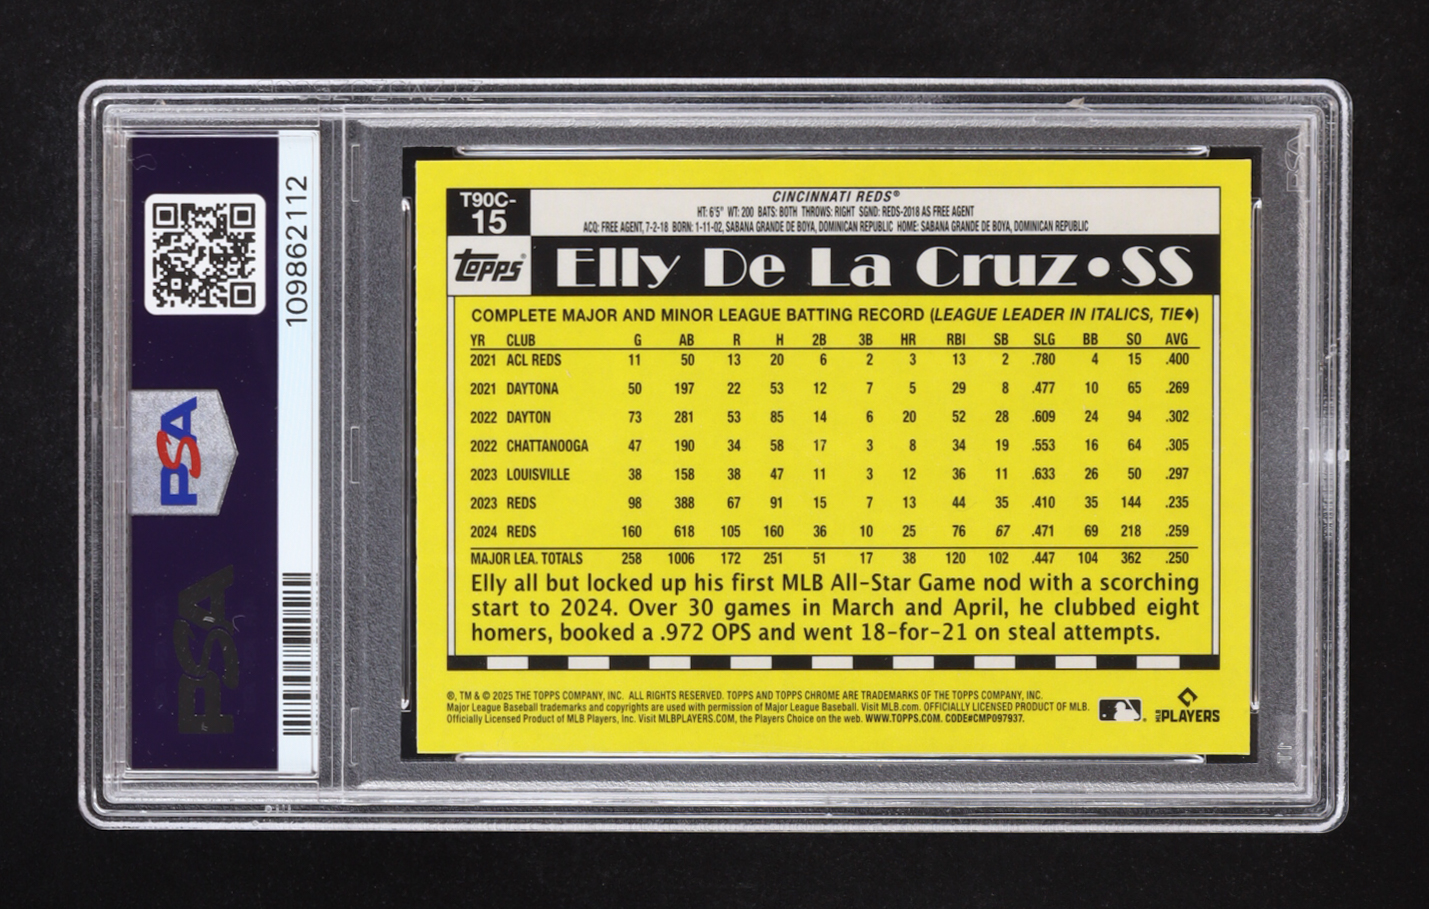 109862112
PSA
PSA
T90C-
15
CINCINNATI REDS®
HT: 6'5" WT: 200 BATS: BOTH THROWS: RIGHT SGND: REDS-2018 AS FREE AGENT
ACQ: FREE AGENT, 7-2-18 BORN: 1-11-02, SABANA GRANDE DE BOYA, DOMINICAN REPUBLIC HOME: SABANA GRANDE DE BOYA, DOMINICAN REPUBLIC
Topps® Elly De La Cruz • SS
COMPLETE MAJOR AND MINOR LEAGUE BATTING RECORD (LEAGUE LEADER IN ITALICS, TIE♦)
YR CLUB G AB R H 2B 3B HR RBI SB SLG BB SO AVG
2021 ACL REDS 11 50 13 20 6 2 3 13 2 .780 4 15 .400
2021 DAYTONA 50 197 22 53 12 7 5 29 8 .477 10 65 .269
2022 DAYTON 73 281 53 85 14 6 20 52 28 .609 24 94 .302
2022 CHATTANOOGA 47 190 34 58 17 3 8 34 19 .553 16 64 .305
2023 LOUISVILLE 38 158 38 47 11 3 12 36 11 .633 26 50 .297
2023 REDS 98 388 67 91 15 7 13 44 35 .410 35 144 .235
2024 REDS 160 618 105 160 36 10 25 76 67 .471 69 218 .259
MAJOR LEA. TOTALS 258 1006 172 251 51 17 38 120 102 .447 104 362 .250
Elly all but locked up his first MLB All-Star Game nod with a scorching
start to 2024. Over 30 games in March and April, he clubbed eight
homers, booked a .972 OPS and went 18-for-21 on steal attempts.
®, TM & © 2025 THE TOPPS COMPANY, INC. ALL RIGHTS RESERVED. TOPPS AND TOPPS CHROME ARE TRADEMARKS OF THE TOPPS COMPANY, INC.
Major League Baseball trademarks and copyrights are used with permission of Major League Baseball. Visit MLB.com. OFFICIALLY LICENSED PRODUCT OF MLB.
Officially Licensed Product of MLB Players, Inc. Visit MLBPLAYERS.COM, the Players Choice on the web. WWW.TOPPS.COM. CODE#CMP097937.
MLB PLAYERS
PSA